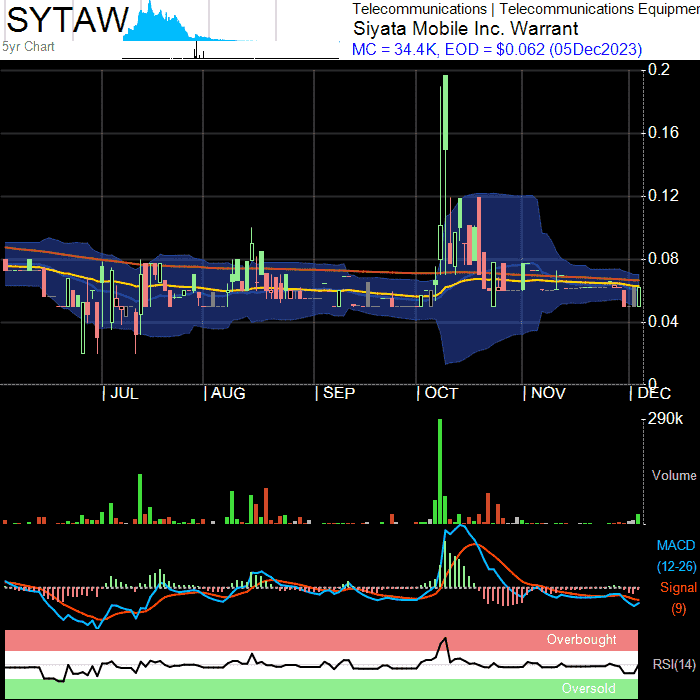 SYTAW
5yr Chart
Telecommunications | Telecommunications Equipmen
Siyata Mobile Inc. Warrant
MC = 34.4K, EOD = $0.062 (05Dec2023)
0.2
0.16
0.12
0.08
0.04
0
JUL AUG SEP OCT NOV DEC
290k
Volume
MACD
(12-26)
Signal
(9)
Overbought
RSI(14)
Oversold